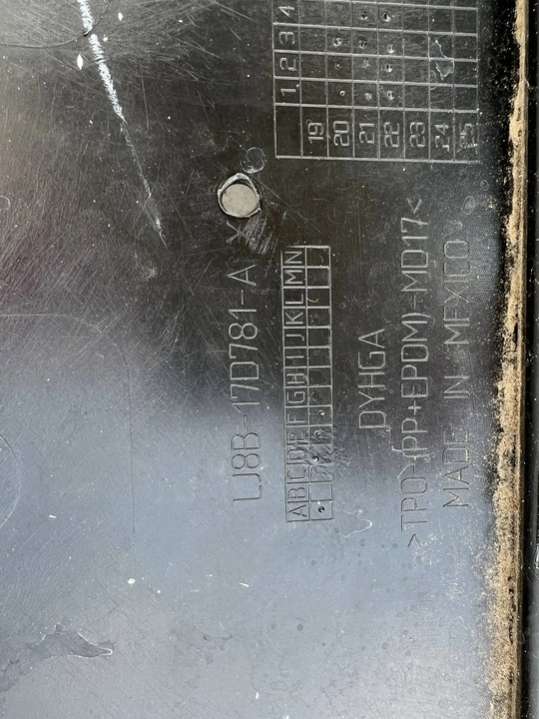 LJ8B-17D781-A
A B C D E F G H I J K L M N
DYHGA
>TPO-(PP+EPDM)-MD17<
MADE IN MEXICO
1 2 3 4
19
20
21
22
23
24
25